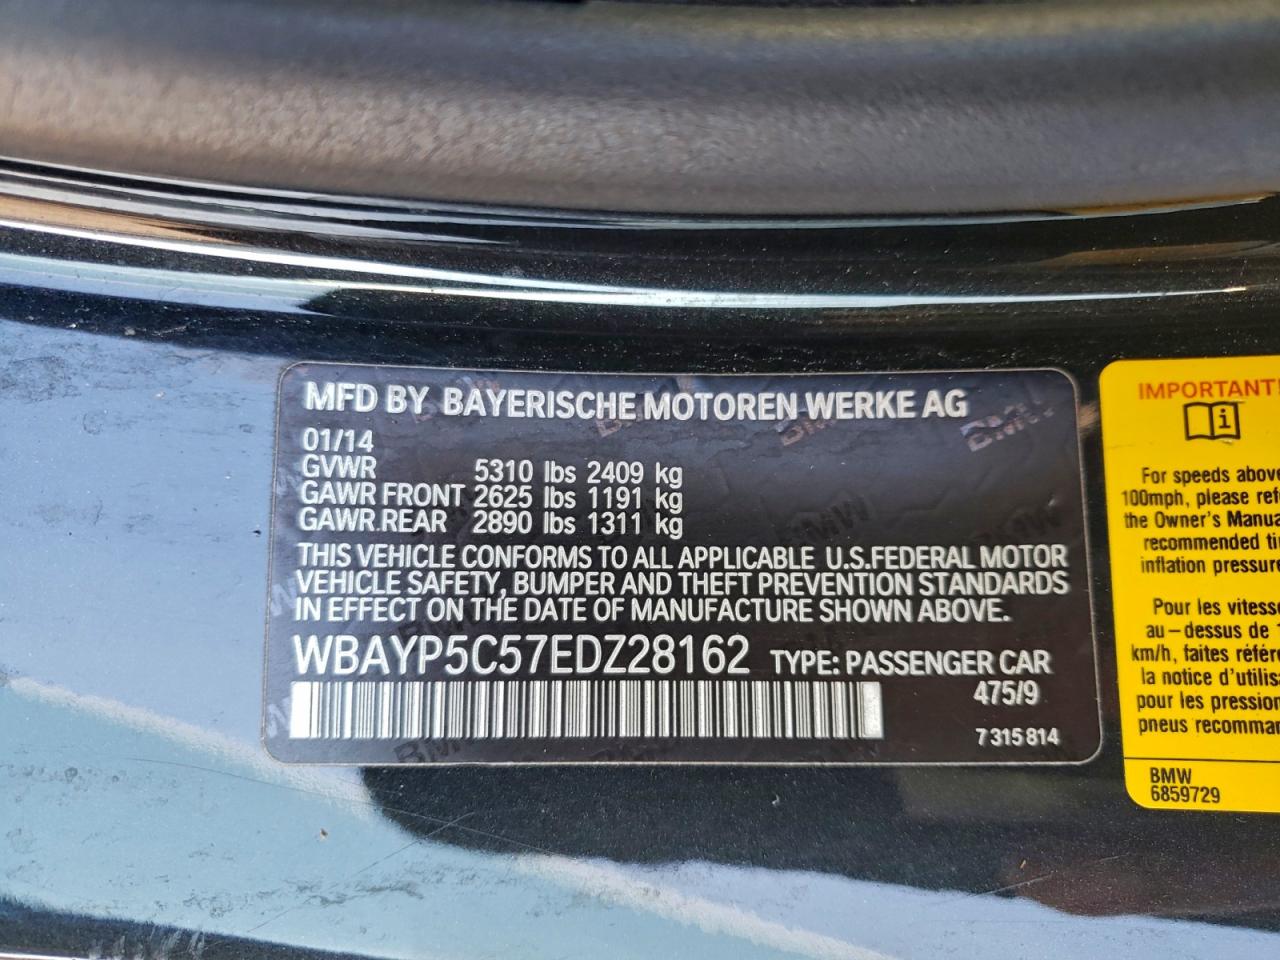 MFD BY BAYERISCHE MOTOREN WERKE AG
01/14
GVWR 5310 lbs 2409 kg
GAWR FRONT 2625 lbs 1191 kg
GAWR.REAR 2890 lbs 1311 kg
THIS VEHICLE CONFORMS TO ALL APPLICABLE U.S.FEDERAL MOTOR
VEHICLE SAFETY, BUMPER AND THEFT PREVENTION STANDARDS
IN EFFECT ON THE DATE OF MANUFACTURE SHOWN ABOVE.
WBAYP5C57EDZ28162 TYPE: PASSENGER CAR
475/9
7 315 814
IMPORTANT!
i
For speeds above
100mph, please
the Owner's
recommended
inflation
Pour les
au-dessus de
km/h, faites
la notice
pour les
pneus
BMW
6859729